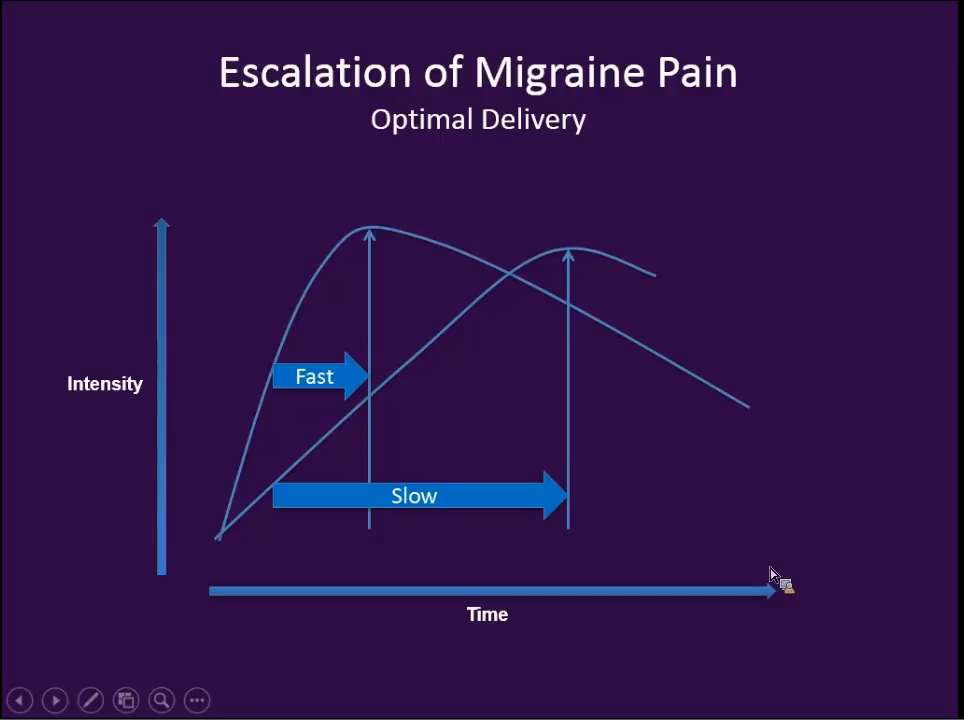 Escalation of Migraine Pain
Optimal Delivery
Intensity
Fast
Slow
Time